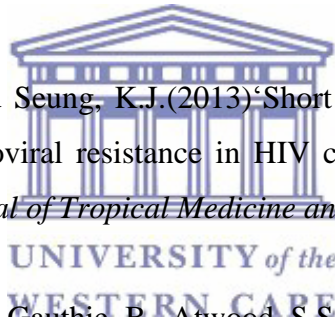 Seung, K.J.(2013)‘Short
oviral resistance in HIV c
al of Tropical Medicine an
UNIVERSITY of the
Gauthie, B., Atwood, S.S
WESTERN CAPE